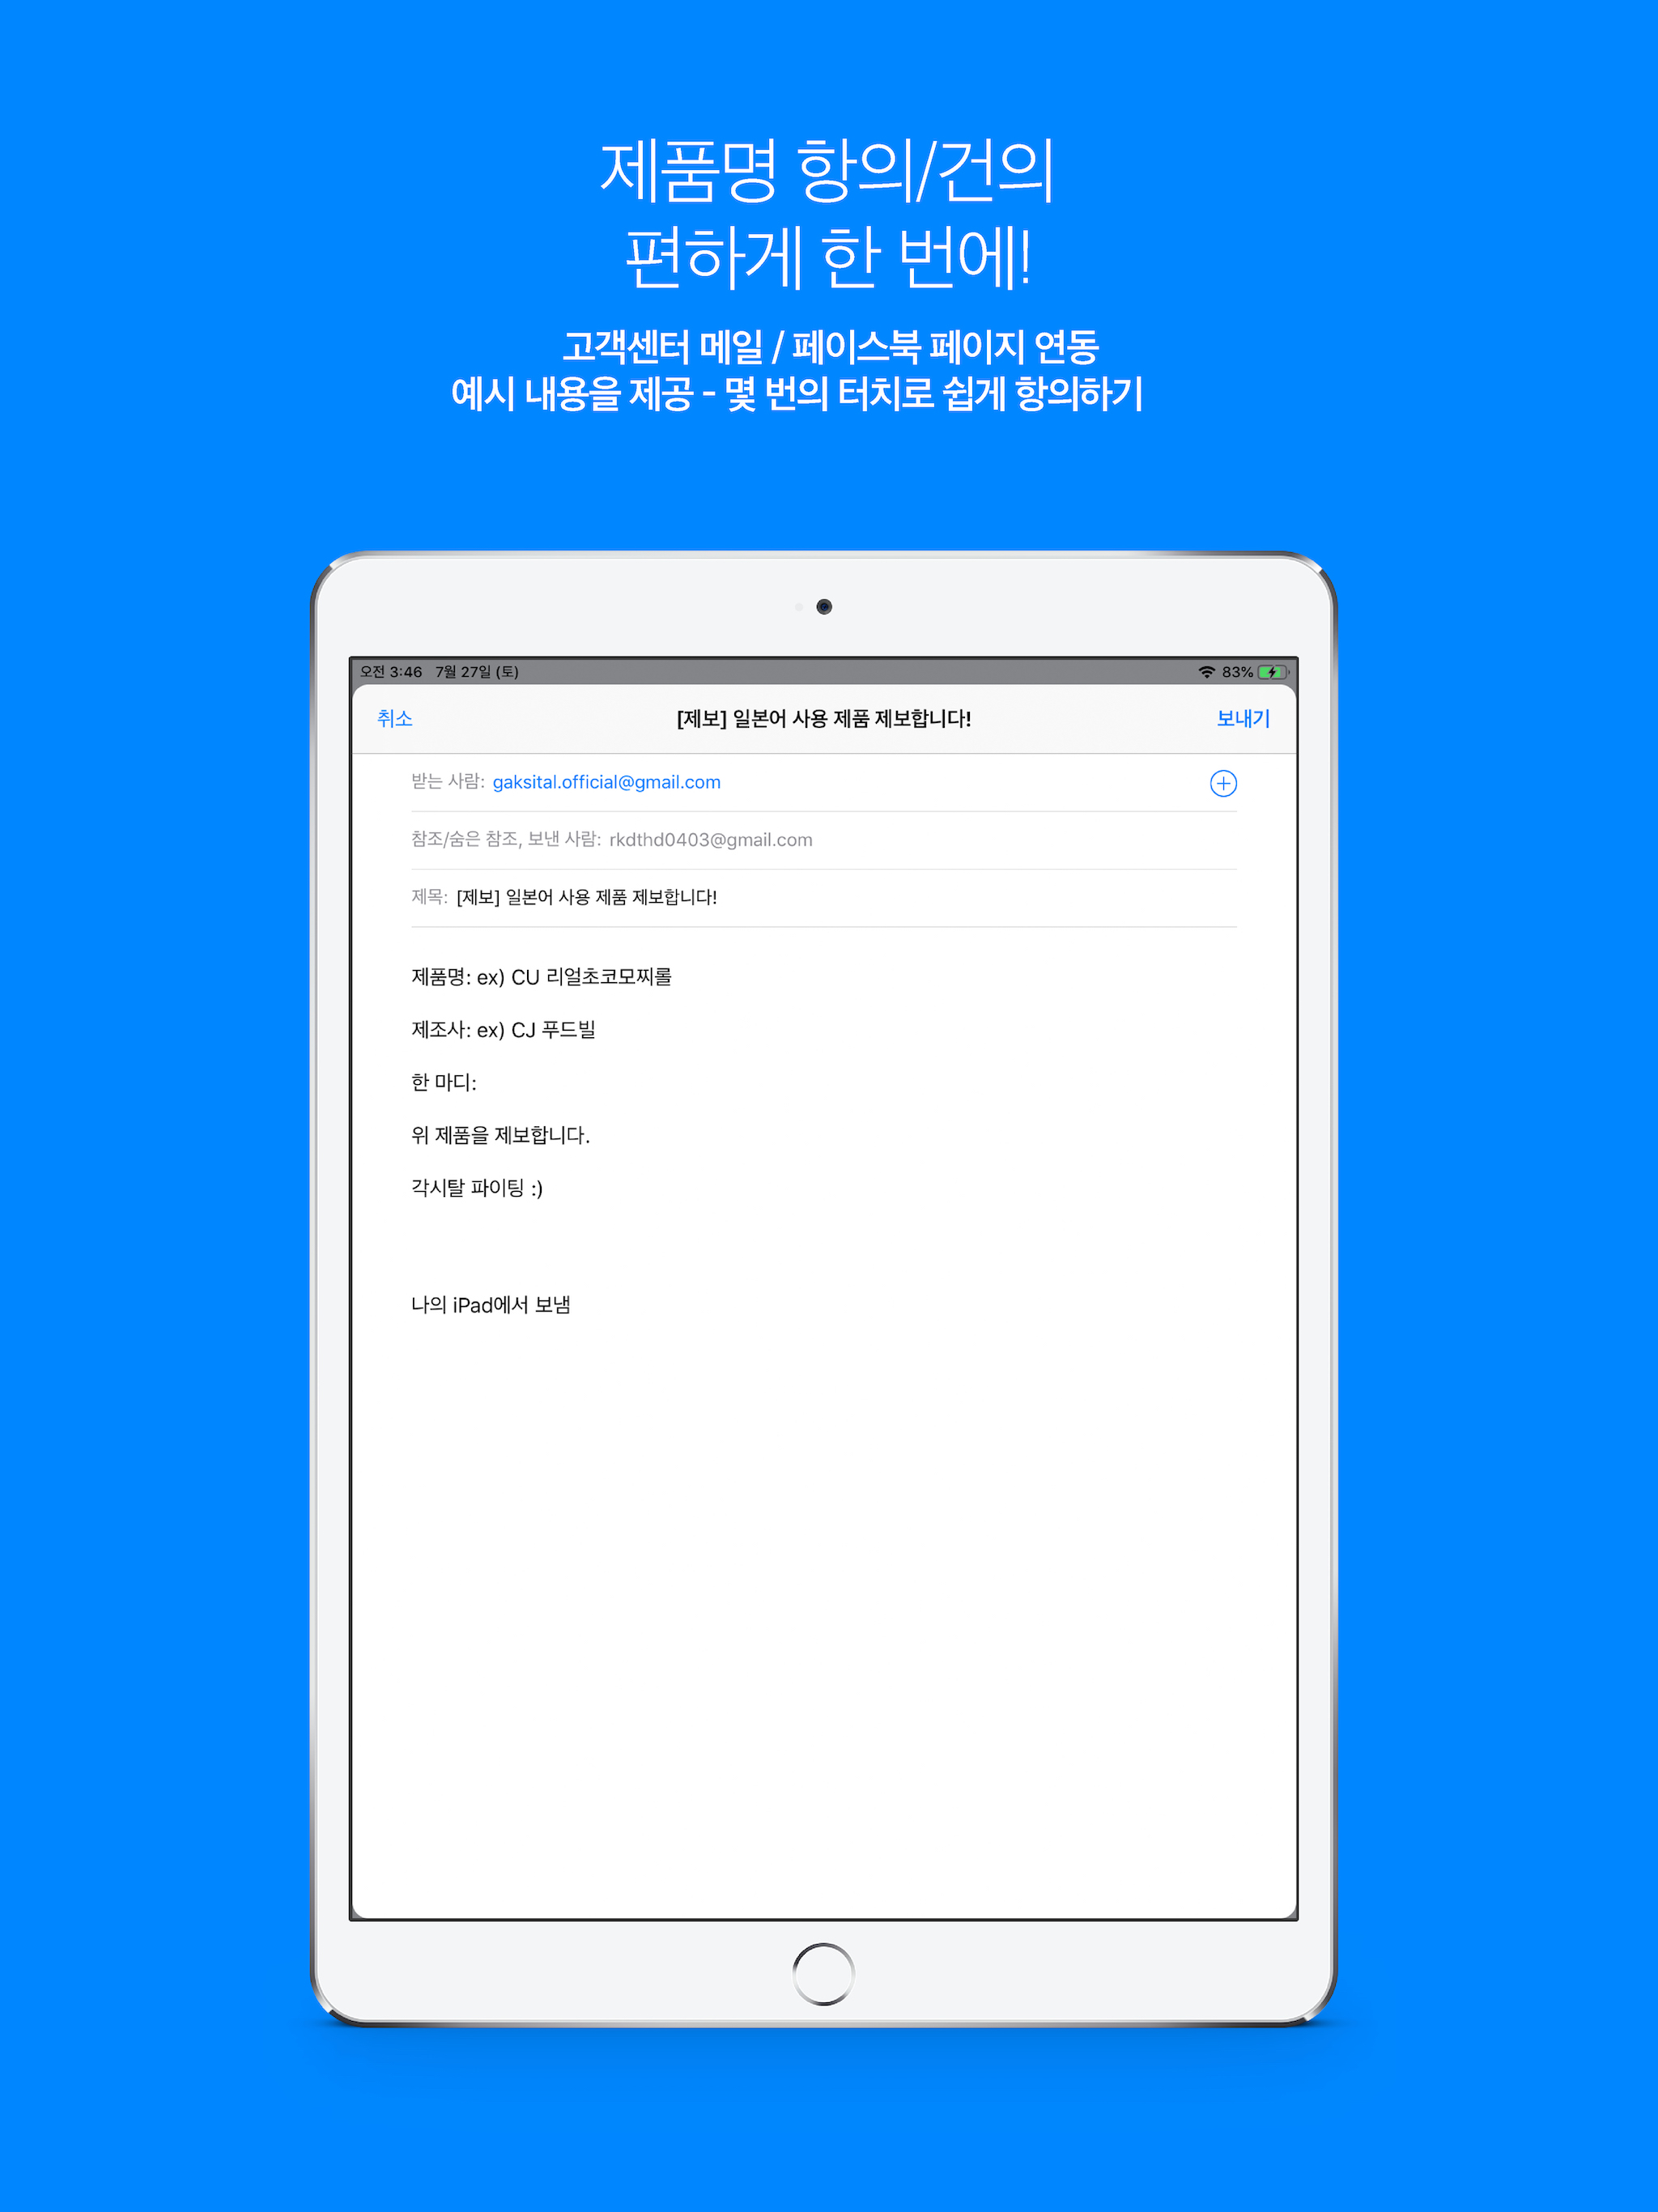 제품명 항의/건의
편하게 한 번에!
고객센터 메일 / 페이스북 페이지 연동
예시 내용을 제공 - 몇 번의 터치로 쉽게 항의하기
오전 3:46 7월 27일 (토) 83%
취소 [제보] 일본어 사용 제품 제보합니다! 보내기
받는 사람: gaksital.official@gmail.com
참조/숨은 참조, 보낸 사람: rkdthd0403@gmail.com
제목: [제보] 일본어 사용 제품 제보합니다!
제품명: ex) CU 리얼초코모찌롤
제조사: ex) CJ 푸드빌
한 마디:
위 제품을 제보합니다.
각시탈 파이팅 :)
나의 iPad에서 보냄